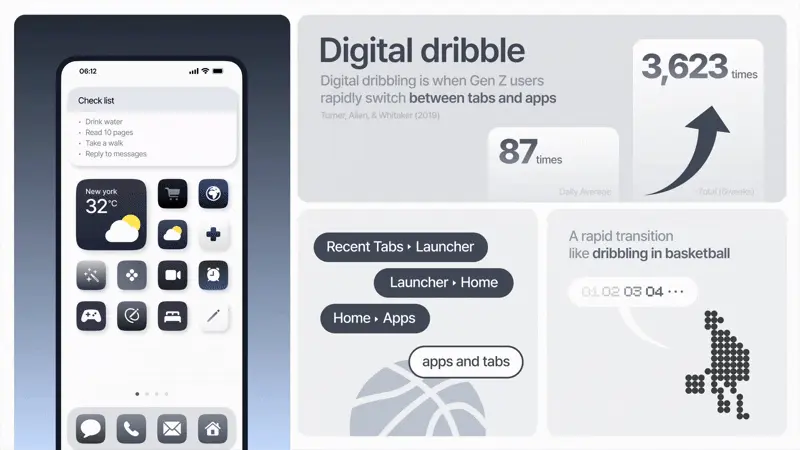 06:12
Check list
• Drink water
• Read 10 pages
• Take a walk
• Reply to messages
New york
32°C
Digital dribble
Digital dribbling is when Gen Z users
rapidly switch between tabs and apps
Turner, Allen, & Whitaker (2019)
87 times
Daily Average
3,623 times
Total (6weeks)
Recent Tabs ▸ Launcher
Launcher ▸ Home
Home ▸ Apps
apps and tabs
A rapid transition
like dribbling in basketball
01 02 03 04 ···